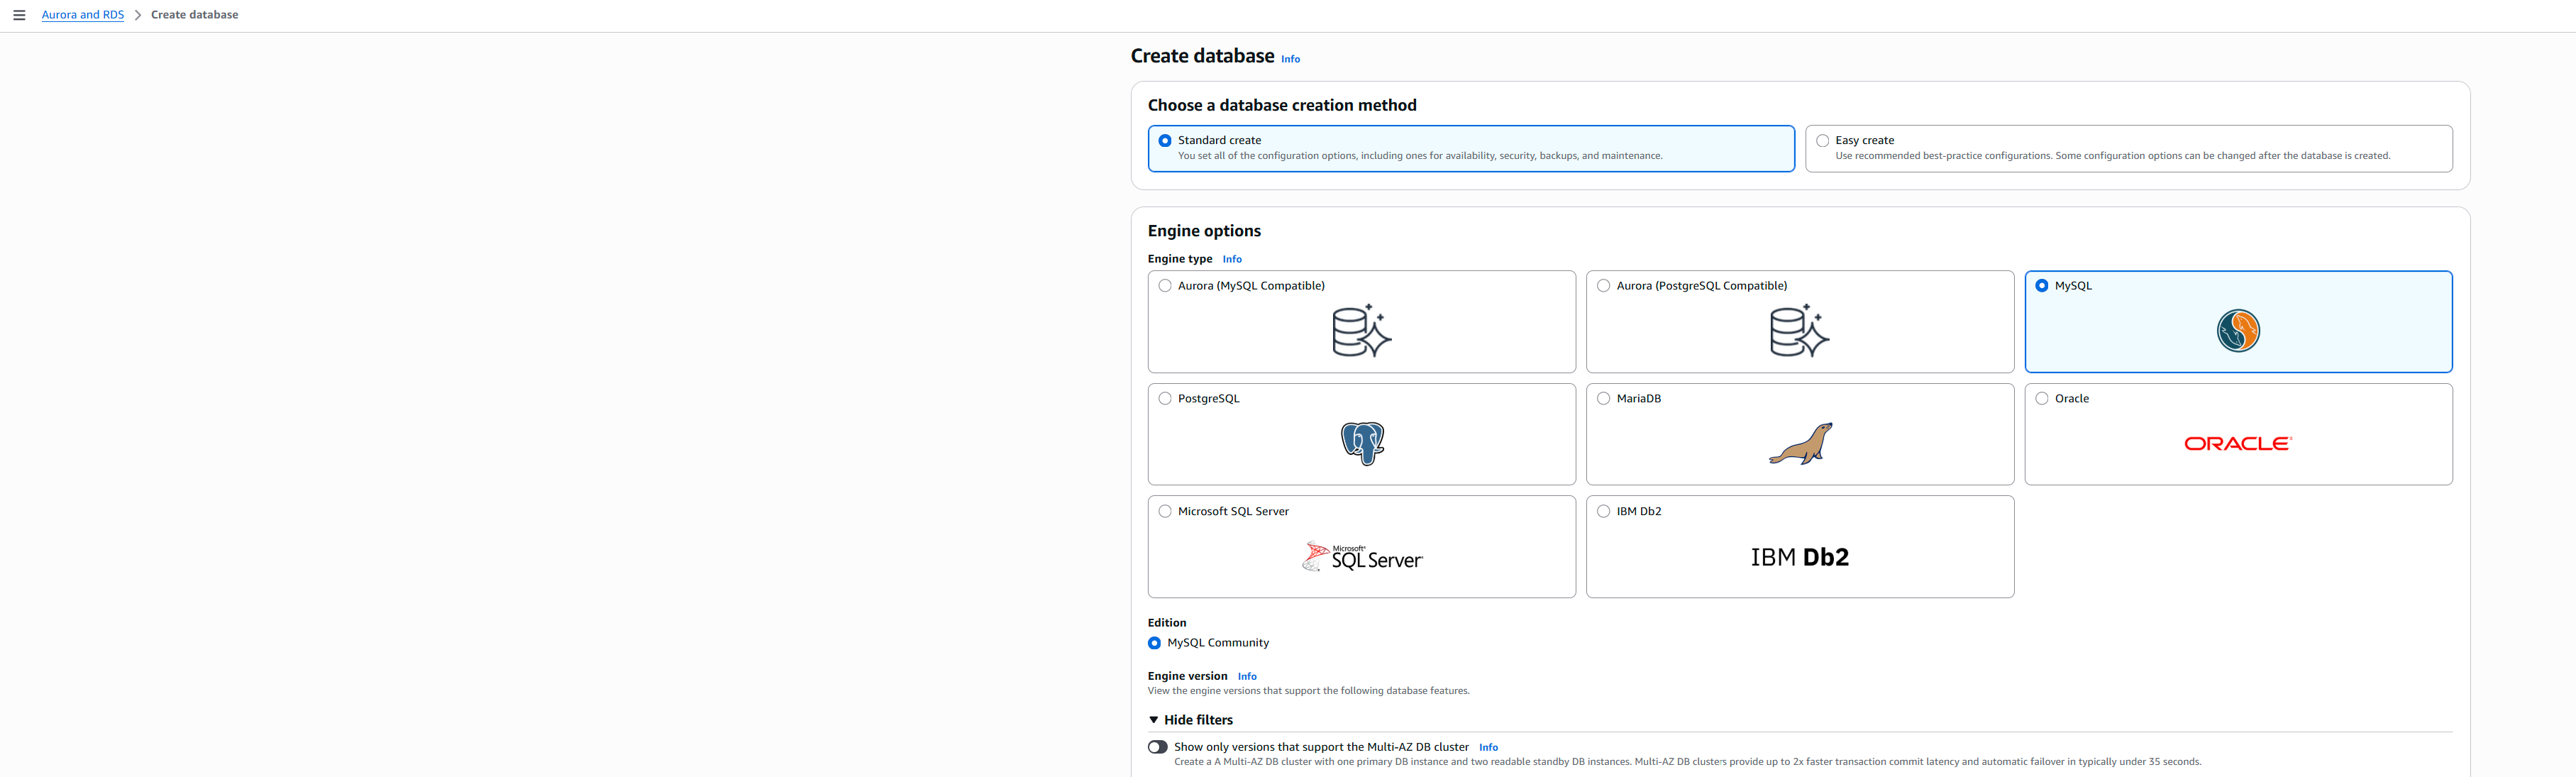 Aurora and RDS > Create database
Create database Info
Choose a database creation method
Standard create
You set all of the configuration options, including ones for availability, security, backups, and maintenance.
Easy create
Use recommended best-practice configurations. Some configuration options can be changed after the database is created.
Engine options
Engine type Info
Aurora (MySQL Compatible)
Aurora (PostgreSQL Compatible)
MySQL
PostgreSQL
MariaDB
Oracle
ORACLE
Microsoft SQL Server
Microsoft®
SQL Server
IBM Db2
IBM Db2
Edition
MySQL Community
Engine version Info
View the engine versions that support the following database features.
Hide filters
Show only versions that support the Multi-AZ DB cluster Info
Create a A Multi-AZ DB cluster with one primary DB instance and two readable standby DB instances. Multi-AZ DB clusters provide up to 2x faster transaction commit latency and automatic failover in typically under 35 seconds.